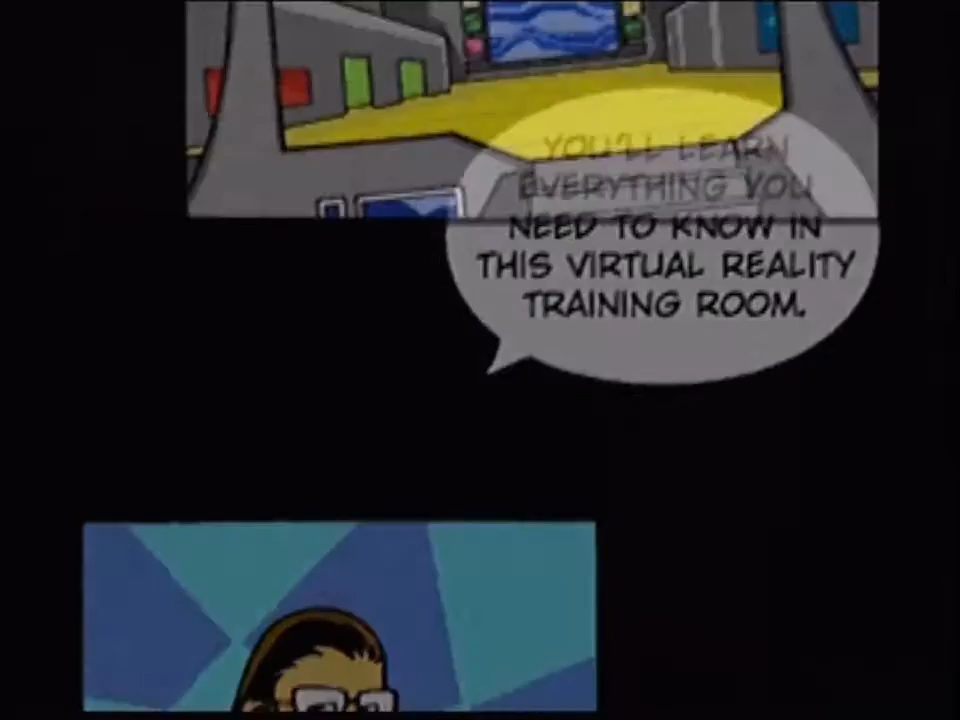 YOU'LL LEARN
EVERYTHING YOU
NEED TO KNOW IN
THIS VIRTUAL REALITY
TRAINING ROOM.